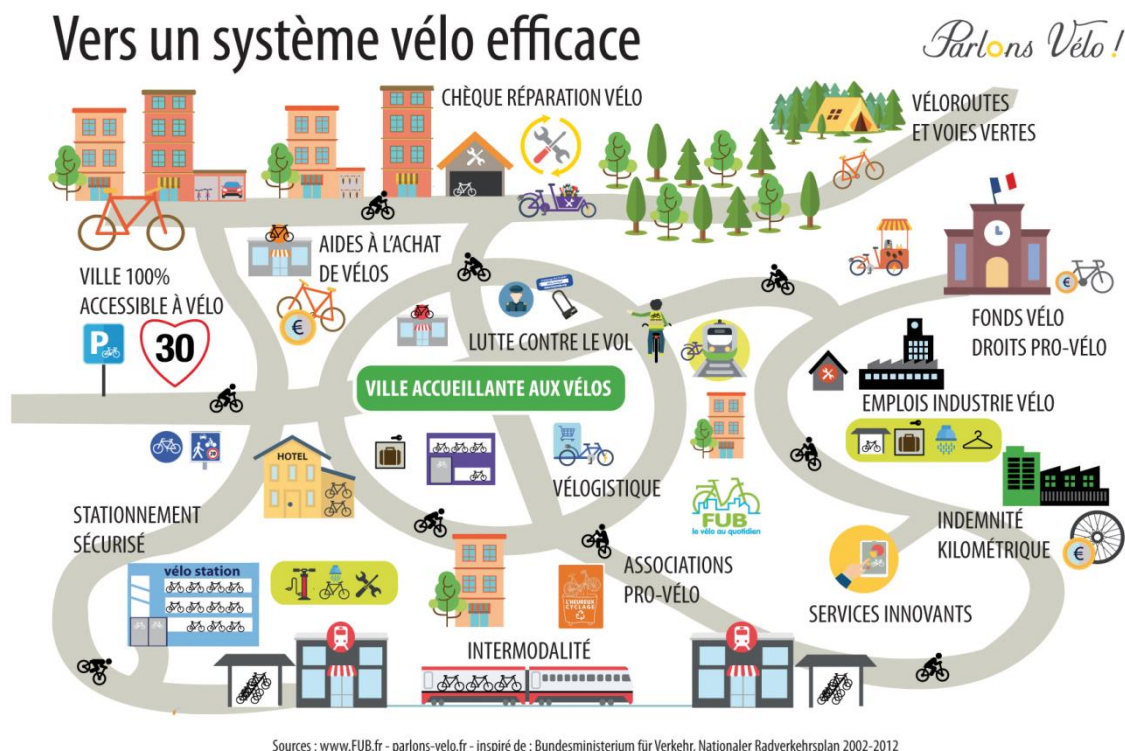 Vers un système vélo efficace
Parlons Vélo !
CHÈQUE RÉPARATION VÉLO
VÉLOROUTES
ET VOIES VERTES
AIDES À L'ACHAT
DE VÉLOS
VILLE 100%
ACCESSIBLE À VÉLO
P
30
€
LUTTE CONTRE LE VOL
€
FONDS VÉLO
DROITS PRO-VÉLO
VILLE ACCUEILLANTE AUX VÉLOS
EMPLOIS INDUSTRIE VÉLO
HOTEL
VÉLOGISTIQUE
FUB
le vélo au quotidien
STATIONNEMENT
SÉCURISÉ
INDEMNITÉ
KILOMÉTRIQUE
€
vélo station
ASSOCIATIONS
PRO-VÉLO
L'HEUREUX
CYCLAGE
SERVICES INNOVANTS
INTERMODALITÉ
Sources : www.FUB.fr - parlons-velo.fr - inspiré de : Bundesministerium für Verkehr, Nationaler Radverkehrsplan 2002-2012